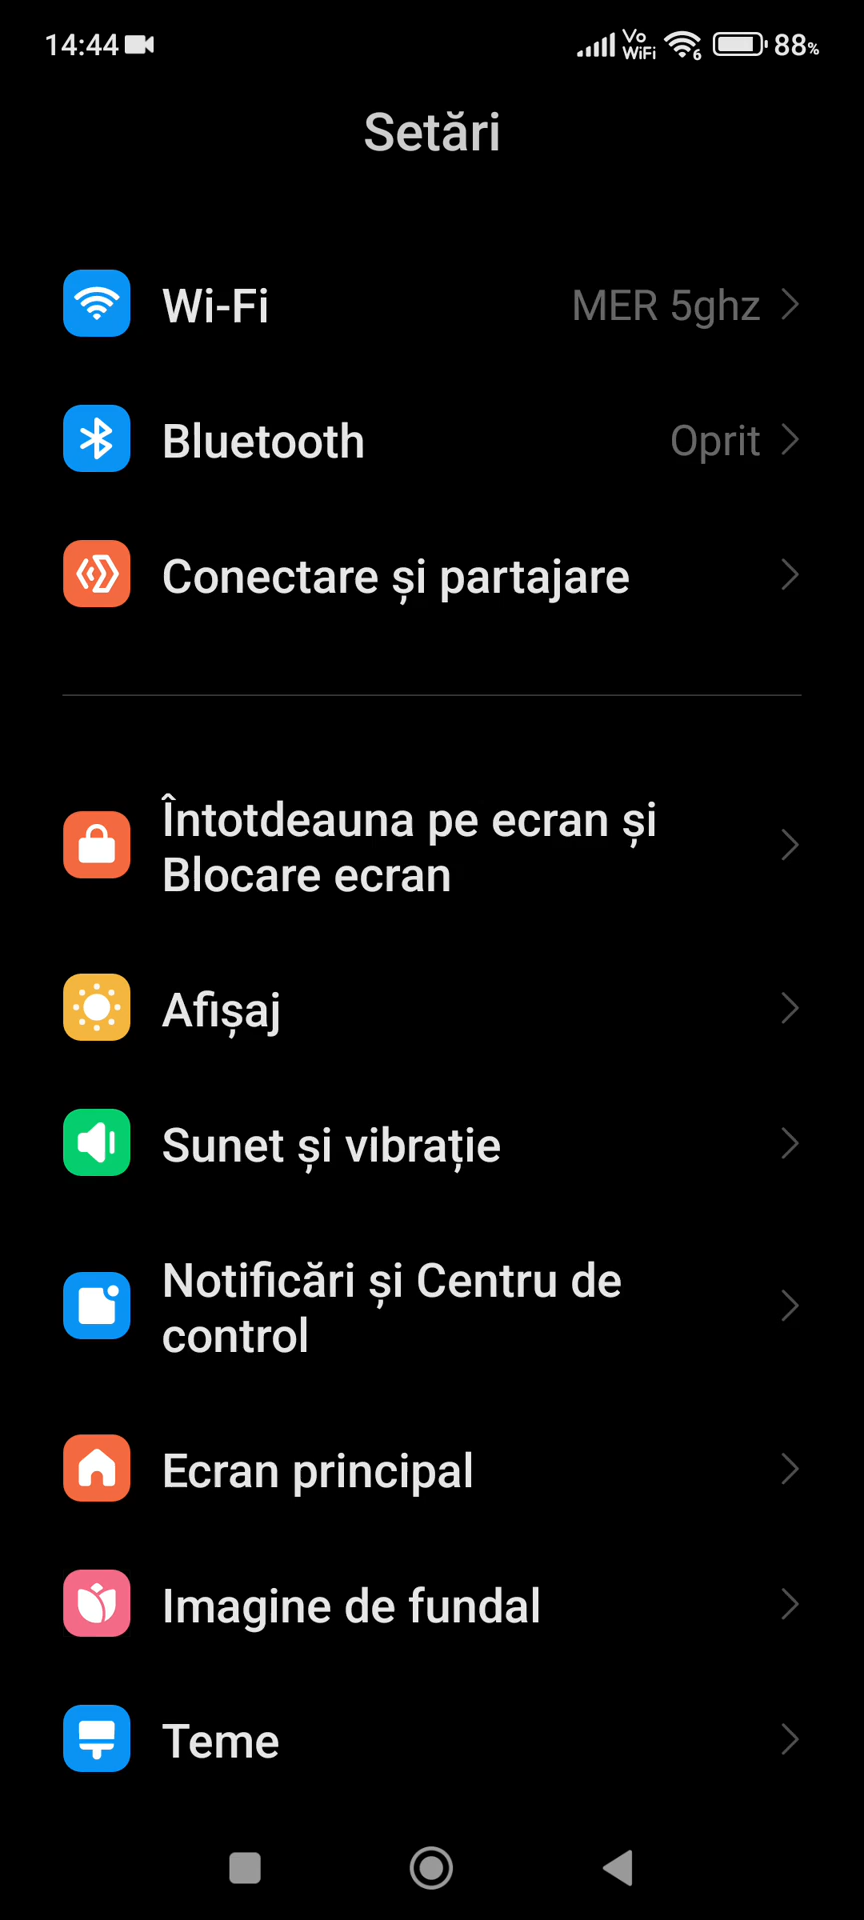 14:44 Vo WiFi 6 88%
Setări
Wi-Fi MER 5ghz
Bluetooth Oprit
Conectare și partajare
Întotdeauna pe ecran și
Blocare ecran
Afișaj
Sunet și vibrație
Notificări și Centru de
control
Ecran principal
Imagine de fundal
Teme